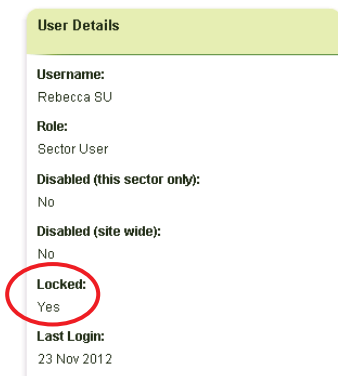 User Details
Username:
Rebecca SU
Role:
Sector User
Disabled (this sector only):
No
Disabled (site wide):
No
Locked:
Yes
Last Login:
23 Nov 2012